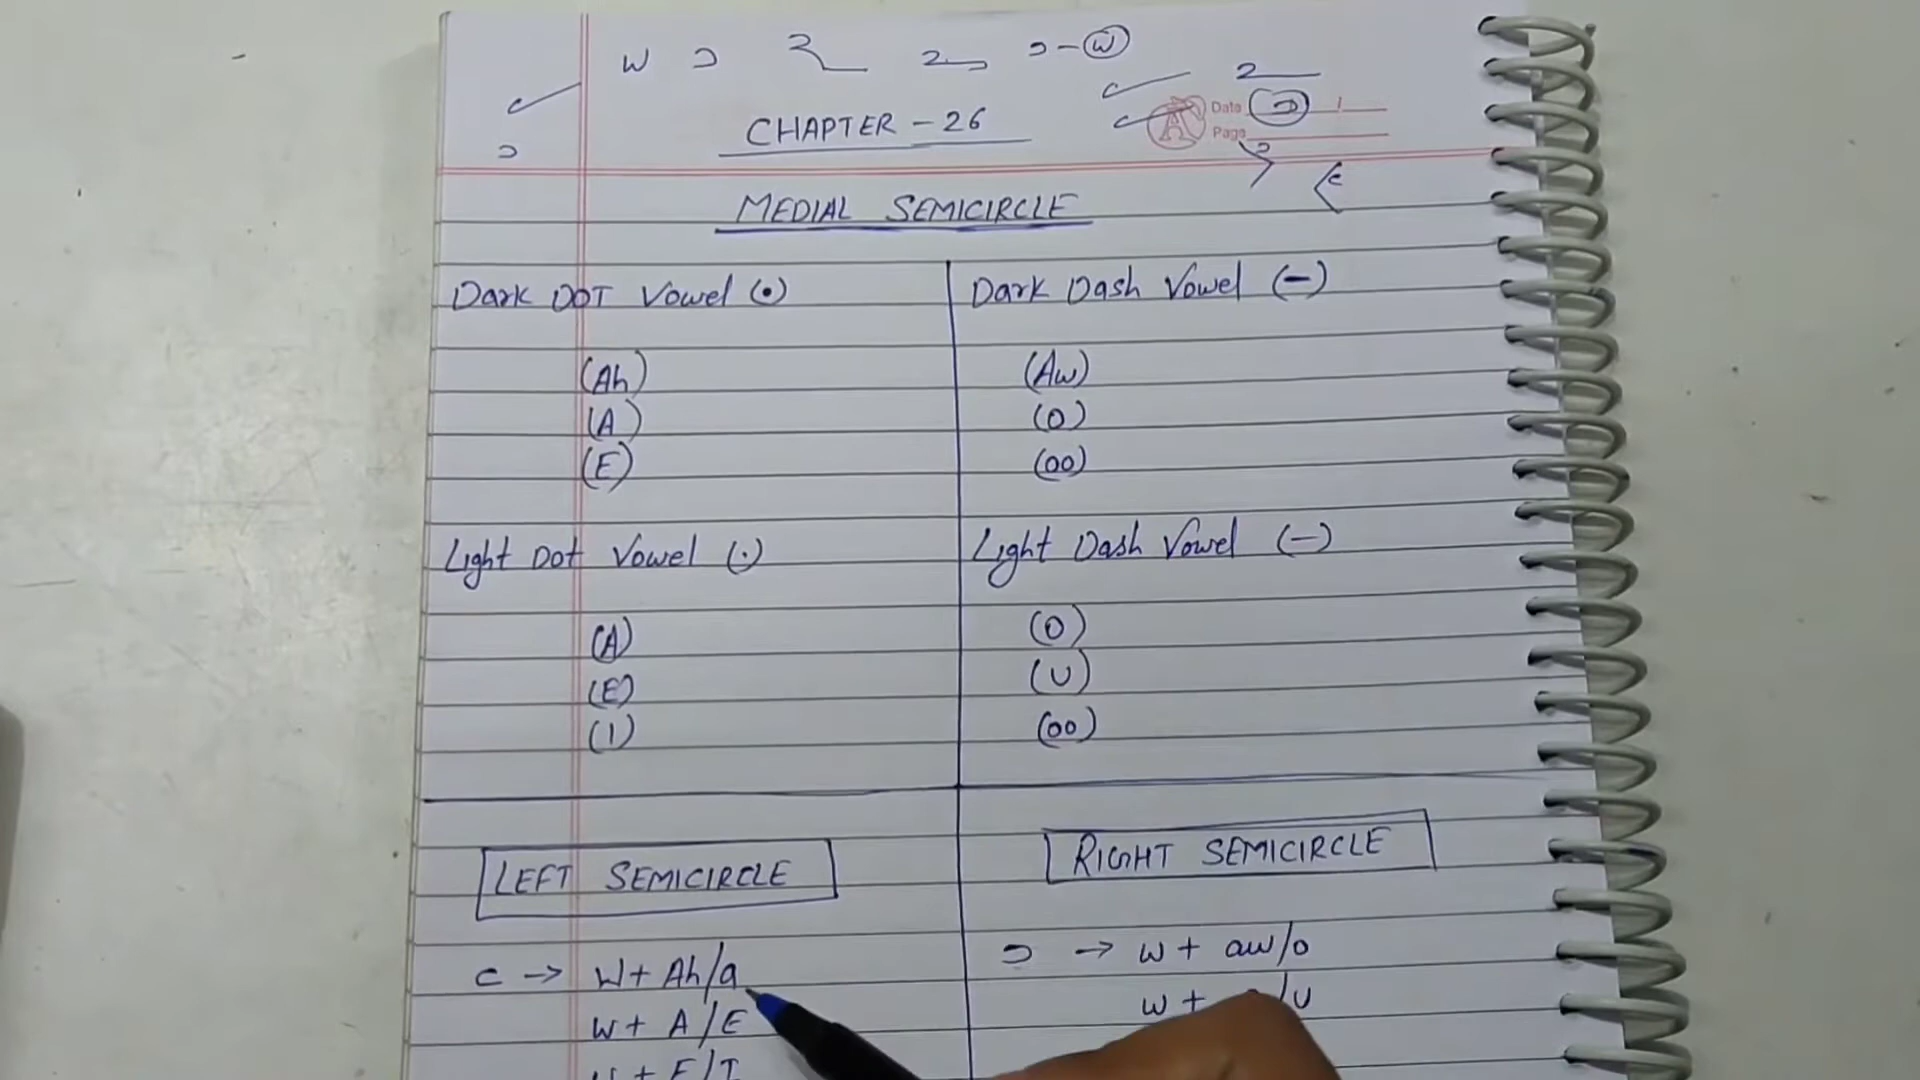 w
w
CHAPTER - 26
Date
Page
MEDIAL SEMICIRCLE
Dark DOT Vowel (•)
(Ah)
(A)
(E)
Dark Dash Vowel (-)
(Aw)
(O)
(oo)
Light Dot Vowel (.)
(A)
(E)
(I)
Light Dash Vowel (-)
(O)
(U)
(oo)
LEFT SEMICIRCLE
c → W + Ah/a
W + A/E
RIGHT SEMICIRCLE
ɔ → w + aw/o
w + /U